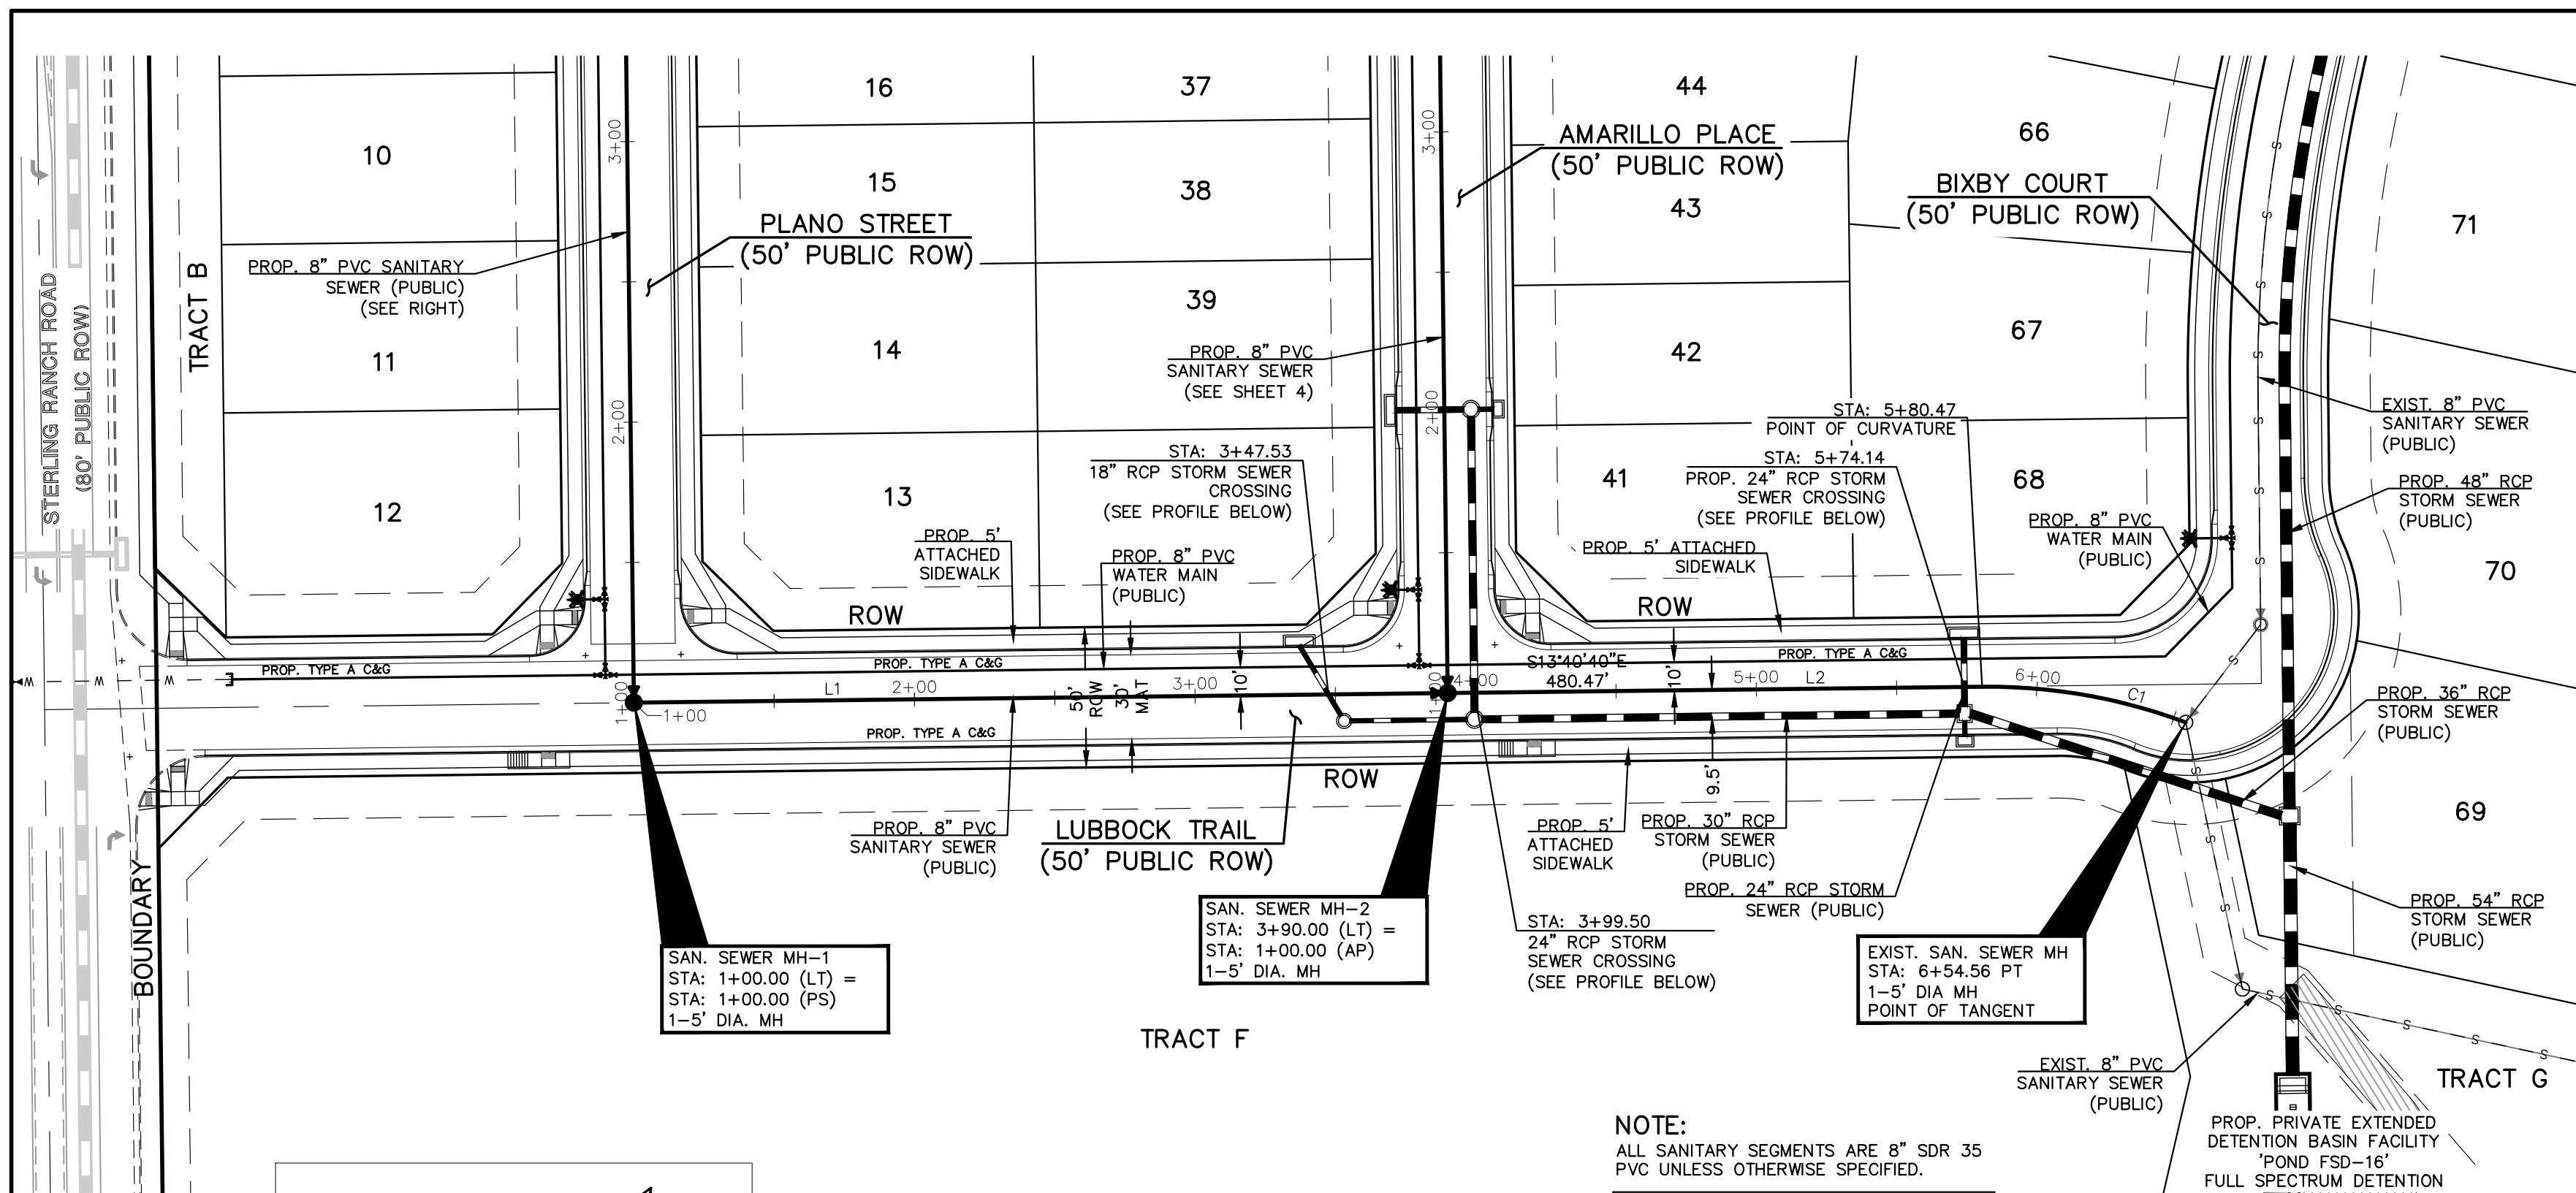 STERLING RANCH ROAD
(80' PUBLIC ROW)
TRACT B
BOUNDARY
10
11
12
PROP. 8" PVC SANITARY
SEWER (PUBLIC)
(SEE RIGHT)
3+00
2+00
1+00
PLANO STREET
(50' PUBLIC ROW)
16
15
14
13
37
38
39
PROP. 8" PVC
SANITARY SEWER
(SEE SHEET 4)
STA: 3+47.53
18" RCP STORM SEWER
CROSSING
(SEE PROFILE BELOW)
PROP. 5'
ATTACHED
SIDEWALK
PROP. 8" PVC
WATER MAIN
(PUBLIC)
ROW
3+00
2+00
1+00
AMARILLO PLACE
(50' PUBLIC ROW)
44
43
42
41
66
67
68
BIXBY COURT
(50' PUBLIC ROW)
71
70
69
STA: 5+80.47
POINT OF CURVATURE
STA: 5+74.14
PROP. 24" RCP STORM
SEWER CROSSING
(SEE PROFILE BELOW)
PROP. 5' ATTACHED
SIDEWALK
PROP. 8" PVC
WATER MAIN
(PUBLIC)
ROW
S
S
S
S
S
S
EXIST. 8" PVC
SANITARY SEWER
(PUBLIC)
PROP. 48" RCP
STORM SEWER
(PUBLIC)
PROP. 36" RCP
STORM SEWER
(PUBLIC)
PROP. 54" RCP
STORM SEWER
(PUBLIC)
W
W
PROP. TYPE A C&G
PROP. TYPE A C&G
PROP. TYPE A C&G
PROP. TYPE A C&G
1+00
L1
2+00
3+00
4+00
5+00
L2
6+00
C1
50'
ROW
30'
MAT
10'
S13°40'40"E
480.47'
10'
9.5'
ROW
PROP. 8" PVC
SANITARY SEWER
(PUBLIC)
LUBBOCK TRAIL
(50' PUBLIC ROW)
PROP. 5'
ATTACHED
SIDEWALK
PROP. 30" RCP
STORM SEWER
(PUBLIC)
PROP. 24" RCP STORM
SEWER (PUBLIC)
SAN. SEWER MH-1
STA: 1+00.00 (LT) =
STA: 1+00.00 (PS)
1-5' DIA. MH
SAN. SEWER MH-2
STA: 3+90.00 (LT) =
STA: 1+00.00 (AP)
1-5' DIA. MH
STA: 3+99.50
24" RCP STORM
SEWER CROSSING
(SEE PROFILE BELOW)
EXIST. SAN. SEWER MH
STA: 6+54.56 PT
1-5' DIA MH
POINT OF TANGENT
S
S
S
S
S
S
TRACT F
EXIST. 8" PVC
SANITARY SEWER
(PUBLIC)
TRACT G
PROP. PRIVATE EXTENDED
DETENTION BASIN FACILITY
'POND FSD-16'
FULL SPECTRUM DETENTION
NOTE:
ALL SANITARY SEGMENTS ARE 8" SDR 35
PVC UNLESS OTHERWISE SPECIFIED.